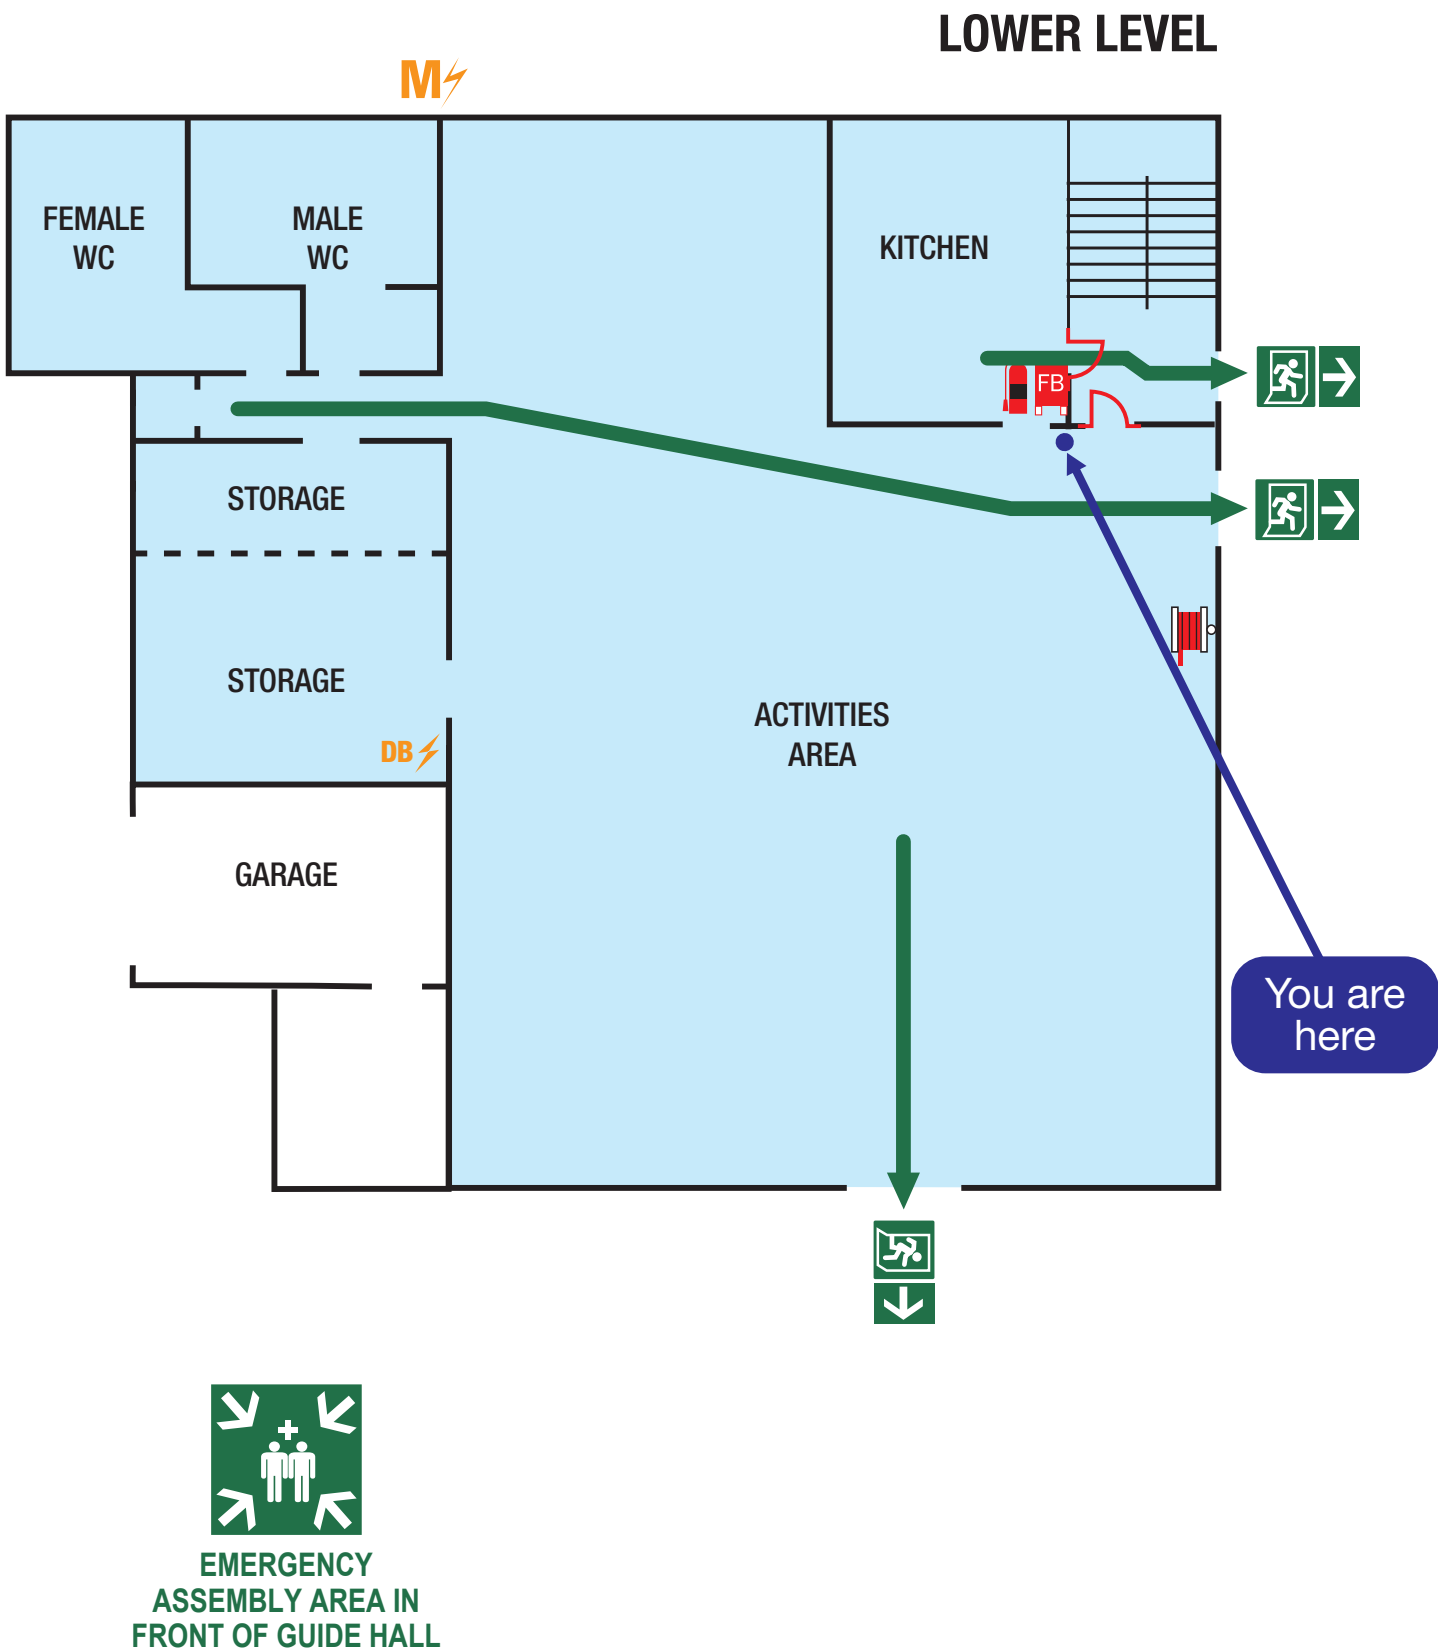 LOWER LEVEL
M
FEMALE
WC
MALE
WC
KITCHEN
FB
STORAGE
STORAGE
DB
ACTIVITIES
AREA
GARAGE
You are
here
EMERGENCY
ASSEMBLY AREA IN
FRONT OF GUIDE HALL